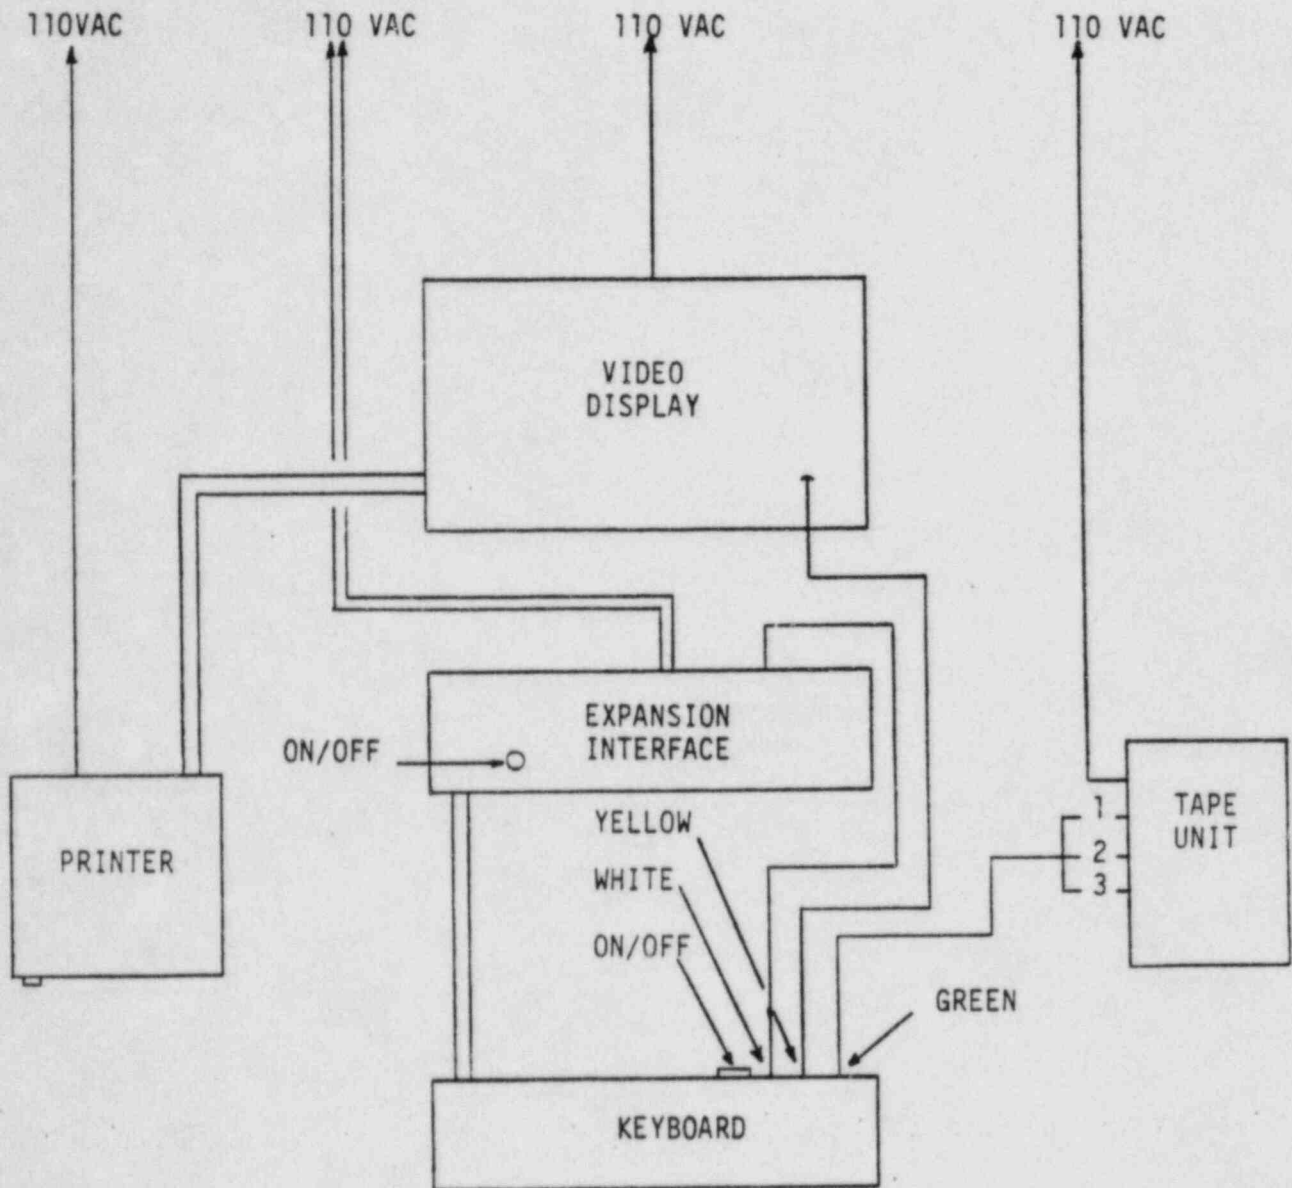 110VAC
110 VAC
110 VAC
110 VAC
VIDEO
DISPLAY
EXPANSION
INTERFACE
ON/OFF
PRINTER
YELLOW
WHITE
ON/OFF
1
2
3
TAPE
UNIT
GREEN
KEYBOARD